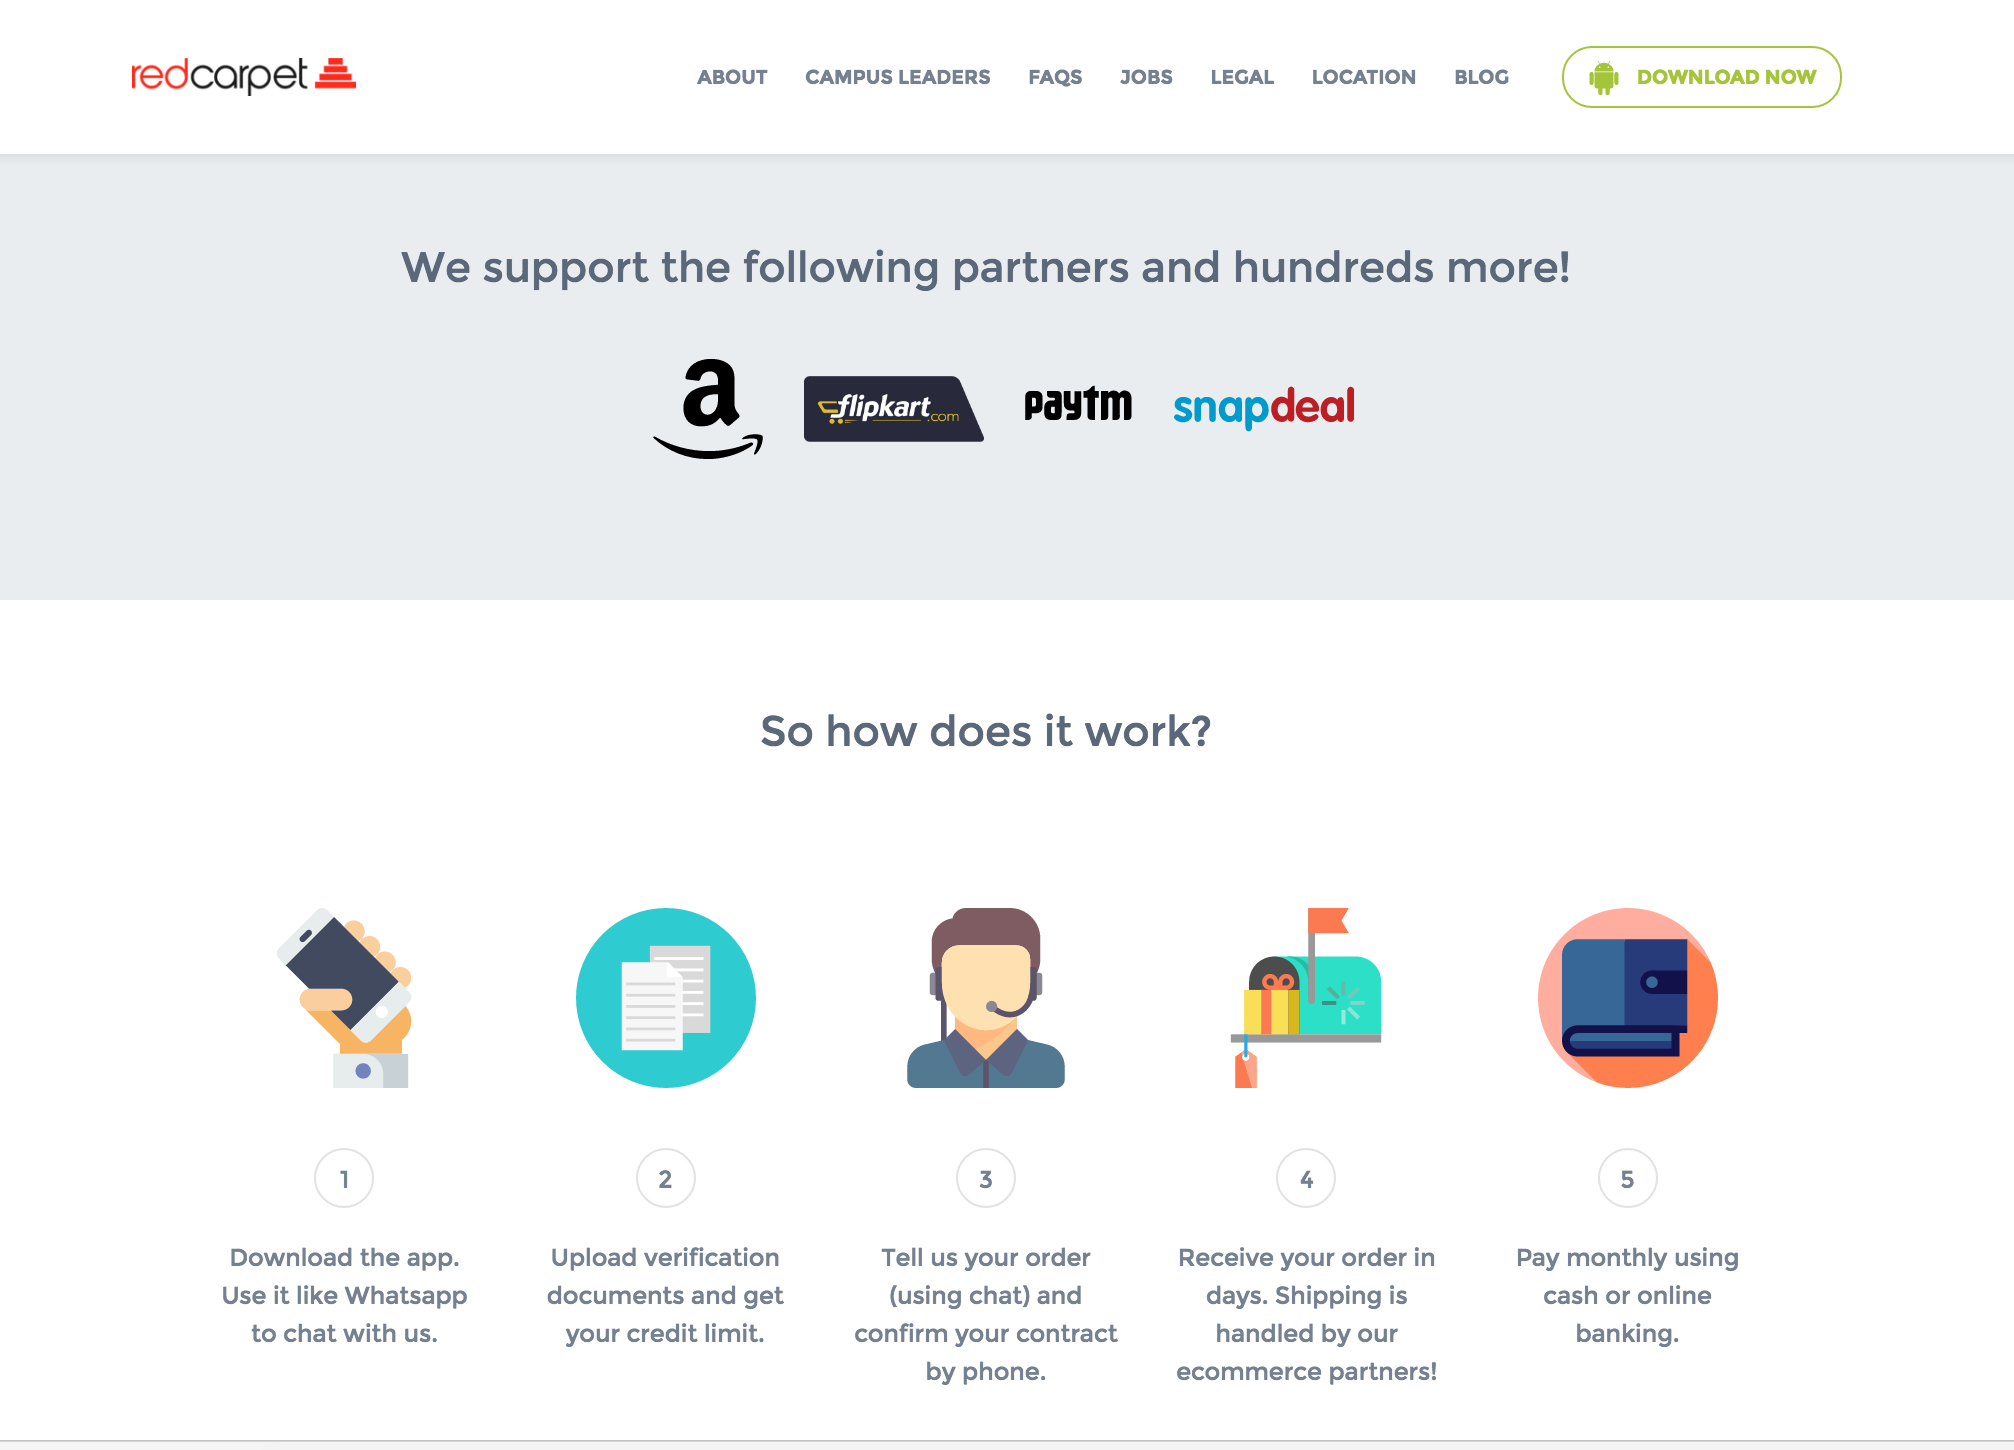 redcarpet
ABOUT CAMPUS LEADERS FAQS JOBS LEGAL LOCATION BLOG DOWNLOAD NOW
We support the following partners and hundreds more!
a flipkart.com paytm snapdeal
So how does it work?
1
Download the app.
Use it like Whatsapp
to chat with us.
2
Upload verification
documents and get
your credit limit.
3
Tell us your order
(using chat) and
confirm your contract
by phone.
4
Receive your order in
days. Shipping is
handled by our
ecommerce partners!
5
Pay monthly using
cash or online
banking.